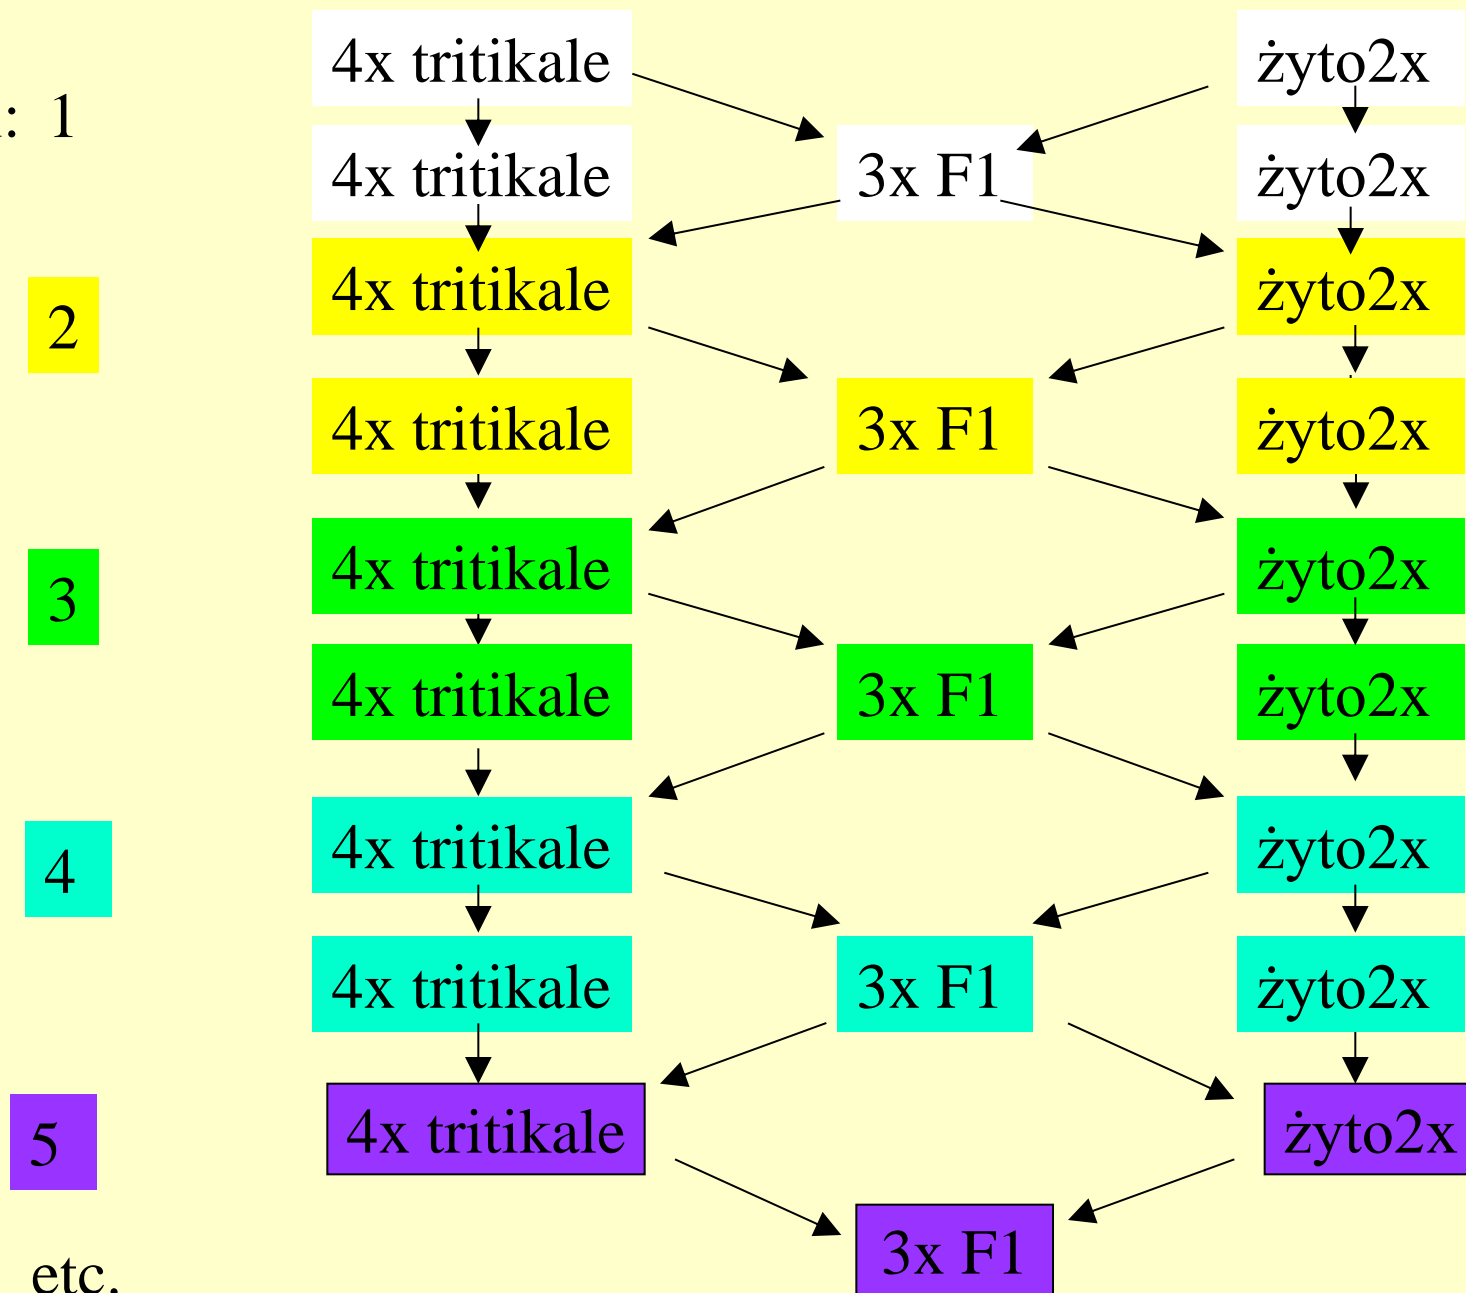 4x tritikale żyto2x
: 1
4x tritikale 3x F1 żyto2x
4x tritikale żyto2x
2
4x tritikale 3x F1 żyto2x
4x tritikale żyto2x
3
4x tritikale 3x F1 żyto2x
4x tritikale żyto2x
4
4x tritikale 3x F1 żyto2x
4x tritikale żyto2x
5
3x F1
etc.